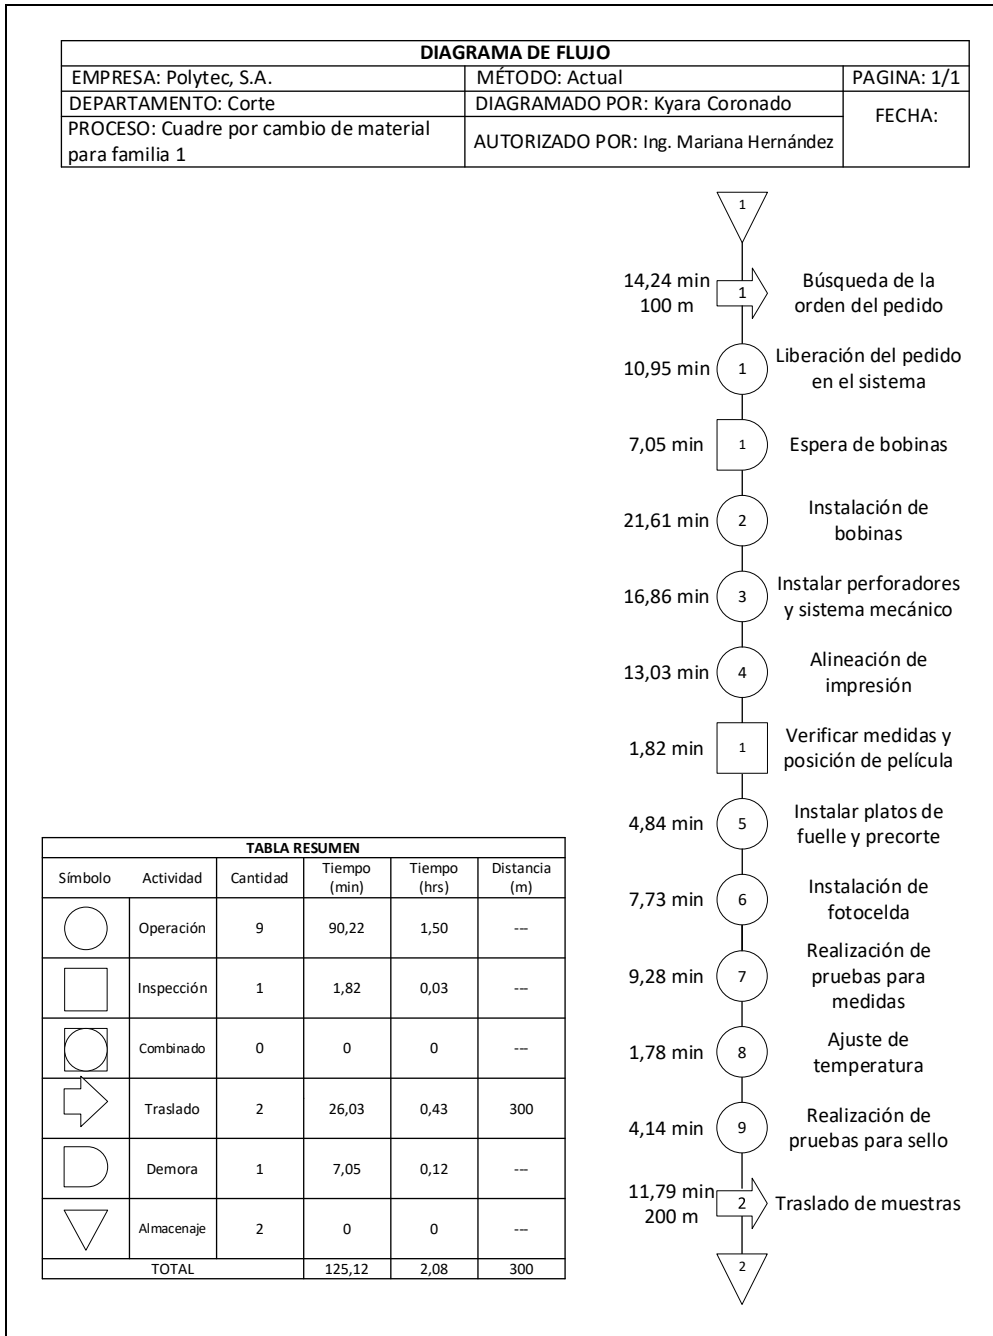 DIAGRAMA DE FLUJO
EMPRESA: Polytec, S.A.
MÉTODO: Actual
PAGINA: 1/1
DEPARTAMENTO: Corte
DIAGRAMADO POR: Kyara Coronado
FECHA:
PROCESO: Cuadre por cambio de material
para familia 1
AUTORIZADO POR: Ing. Mariana Hernández
1
14,24 min
100 m
1
Búsqueda de la
orden del pedido
10,95 min
1
Liberación del pedido
en el sistema
7,05 min
1
Espera de bobinas
21,61 min
2
Instalación de
bobinas
16,86 min
3
Instalar perforadores
y sistema mecánico
13,03 min
4
Alineación de
impresión
1,82 min
1
Verificar medidas y
posición de película
4,84 min
5
Instalar platos de
fuelle y precorte
7,73 min
6
Instalación de
fotocelda
9,28 min
7
Realización de
pruebas para
medidas
1,78 min
8
Ajuste de
temperatura
4,14 min
9
Realización de
pruebas para sello
11,79 min
200 m
2
Traslado de muestras
2
TABLA RESUMEN
Símbolo
Actividad
Cantidad
Tiempo
(min)
Tiempo
(hrs)
Distancia
(m)
Operación
9
90,22
1,50
---
Inspección
1
1,82
0,03
---
Combinado
0
0
0
---
Traslado
2
26,03
0,43
300
Demora
1
7,05
0,12
---
Almacenaje
2
0
0
---
TOTAL
125,12
2,08
300